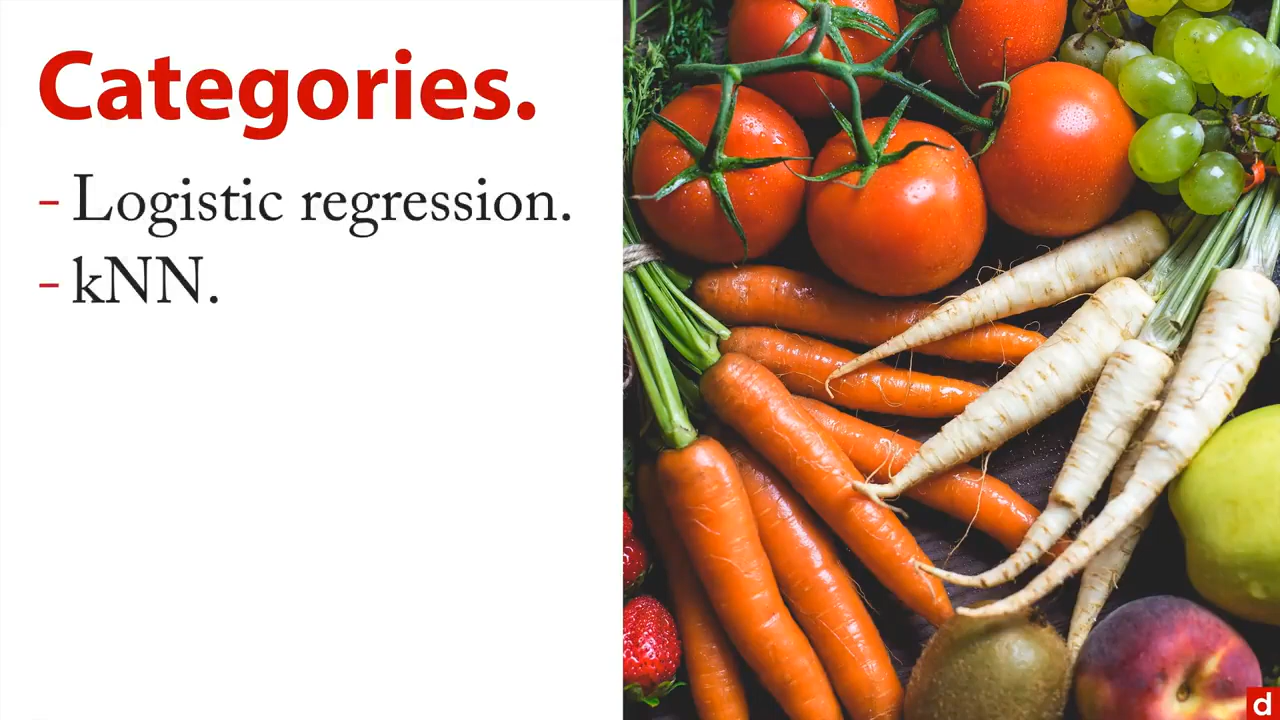 Categories.
- Logistic regression.
- kNN.
d